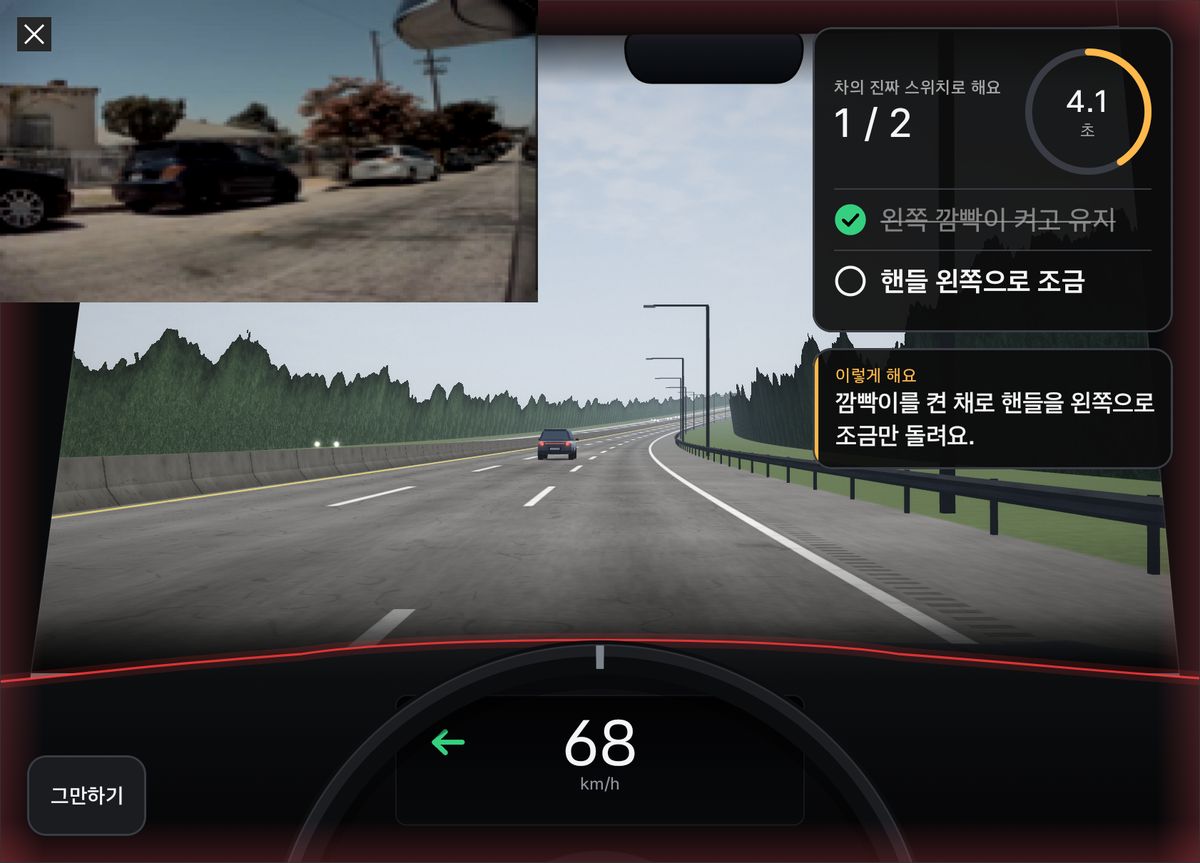 차의 진짜 스위치로 해요
1 / 2
4.1
초
왼쪽 깜빡이 켜고 유지
핸들 왼쪽으로 조금
이렇게 해요
깜빡이를 켠 채로 핸들을 왼쪽으로
조금만 돌려요.
68
km/h
그만하기